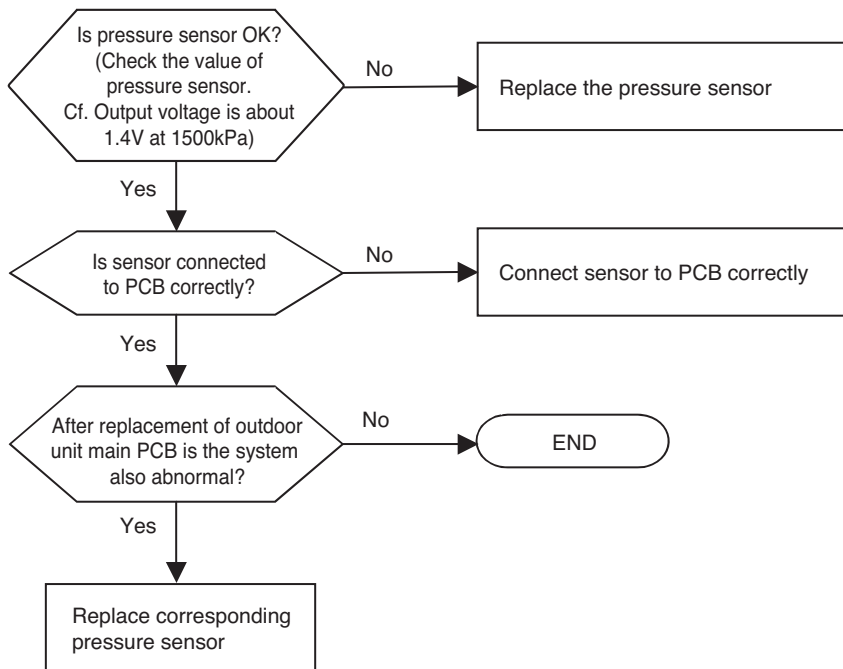 Is pressure sensor OK?
(Check the value of
pressure sensor.
Cf. Output voltage is about
1.4V at 1500kPa)
No
Replace the pressure sensor
Yes
Is sensor connected
to PCB correctly?
No
Connect sensor to PCB correctly
Yes
After replacement of outdoor
unit main PCB is the system
also abnormal?
No
END
Yes
Replace corresponding
pressure sensor